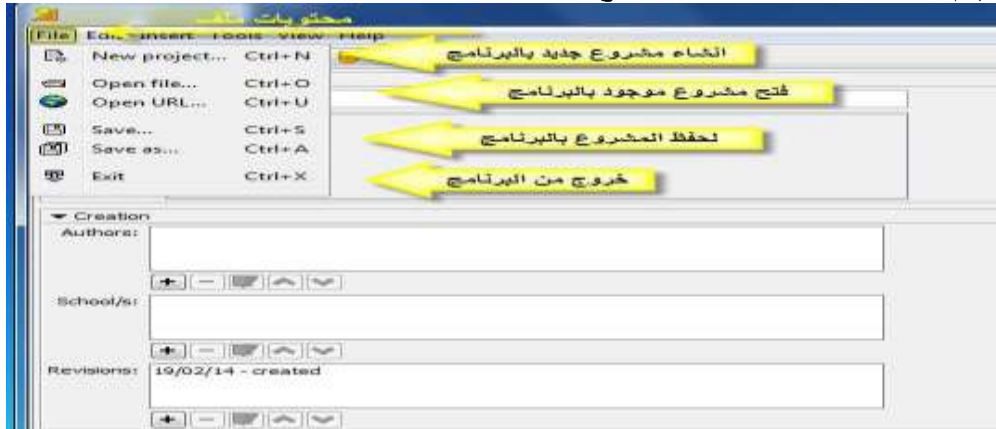 محتويات ملف
File Edit Insert Tools View Help
New project... Ctrl+N
انشاء مشروع جديد بالبرنامج
Open file... Ctrl+O
فتح مشروع موجود بالبرنامج
Open URL... Ctrl+U
Save... Ctrl+S
لحفظ المشروع بالبرنامج
Save as... Ctrl+A
Exit Ctrl+X
خروج من البرنامج
Creation
Authors:
School/s:
Revisions: 19/02/14 - created